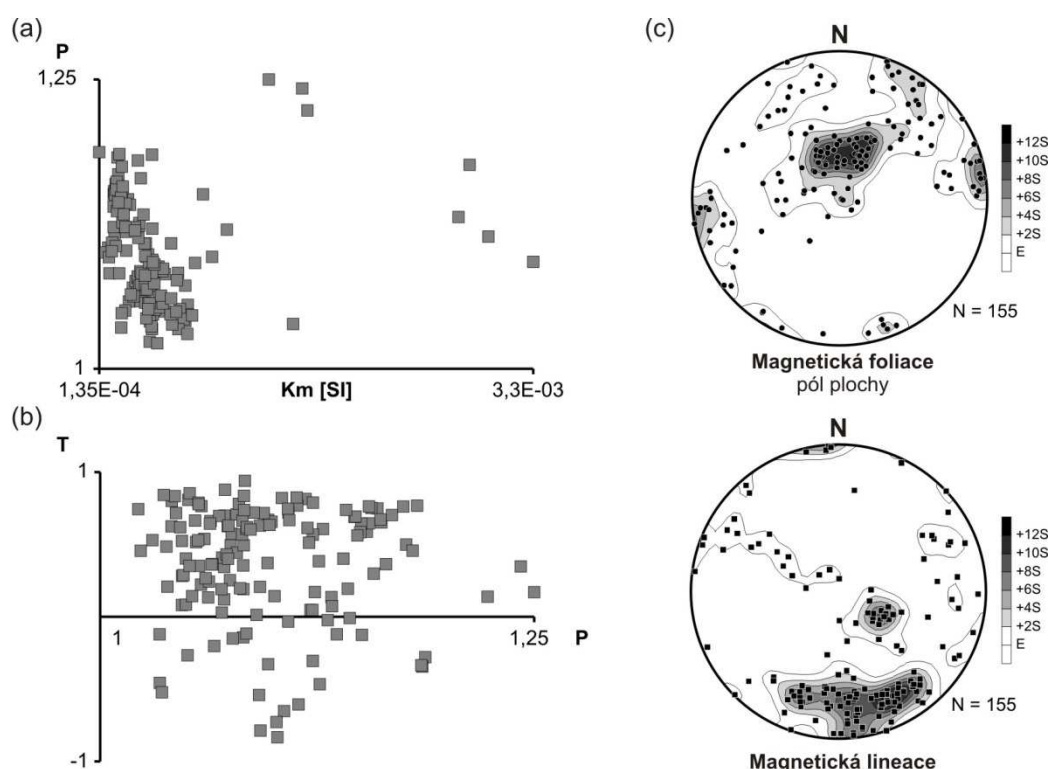 (a)
P
1,25
1
1,35E-04
Km [SI]
3,3E-03
(b)
T
1
1
1,25
P
-1
(c)
N
+12S
+10S
+8S
+6S
+4S
+2S
E
N = 155
Magnetická foliace
pól plochy
N
+12S
+10S
+8S
+6S
+4S
+2S
E
N = 155
Magnetická lineace